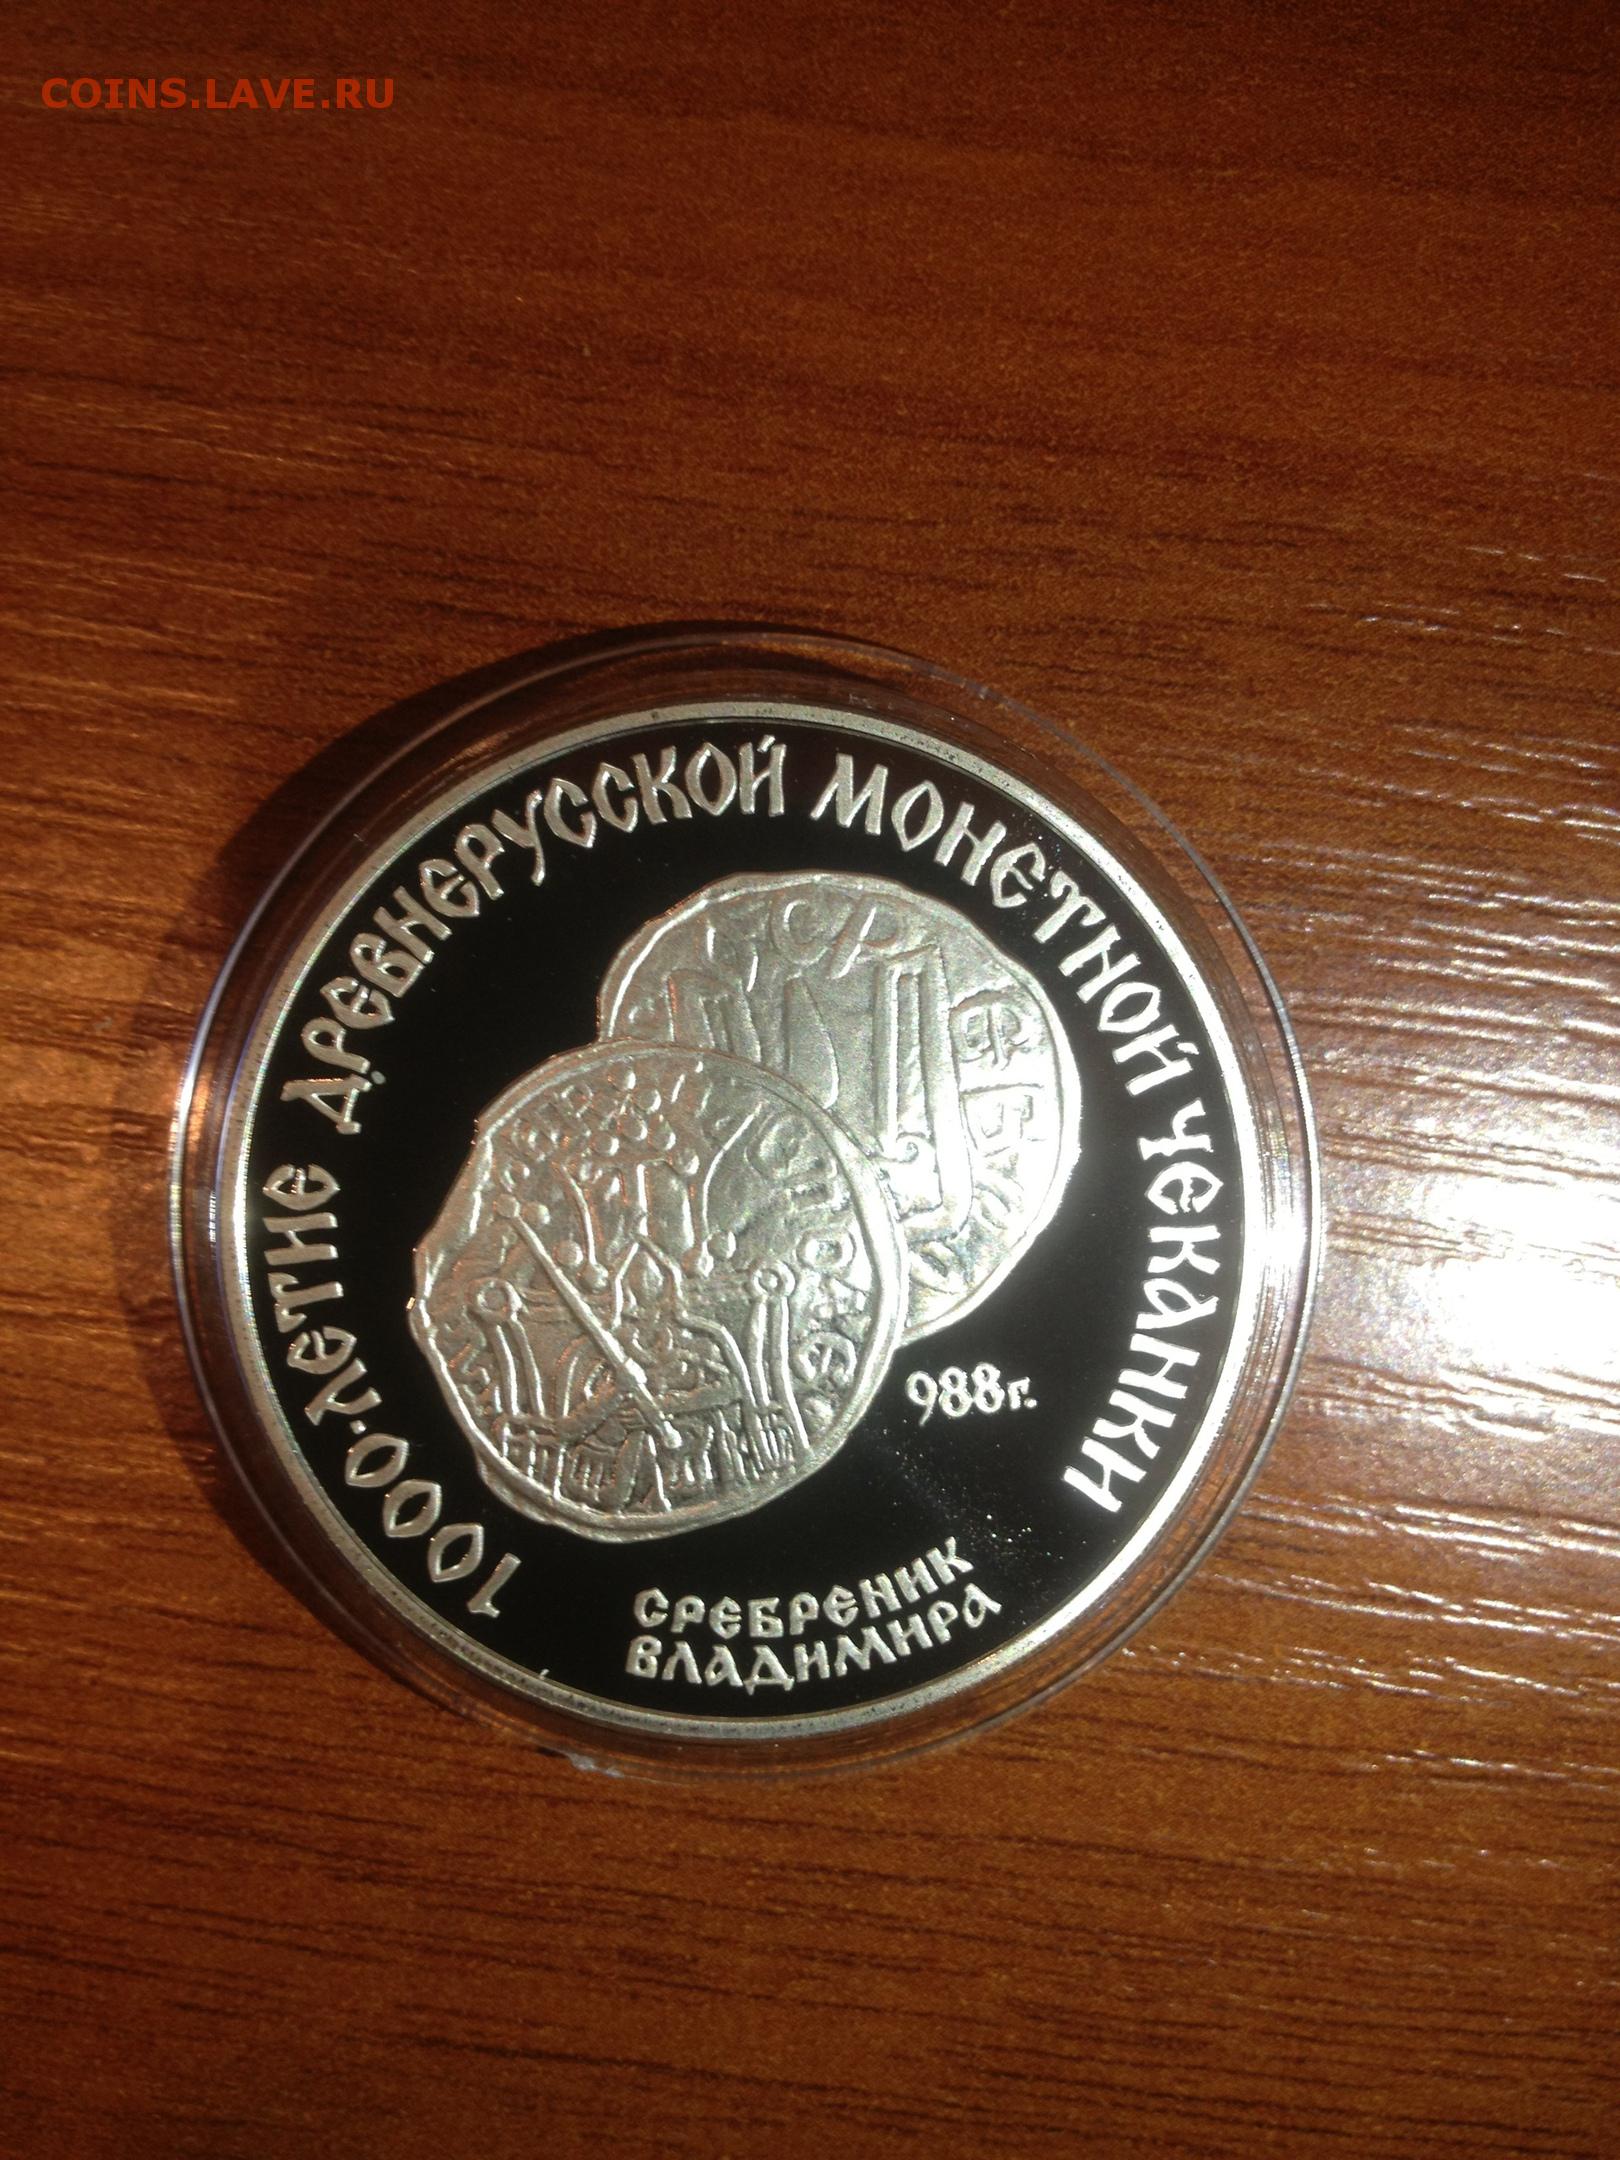 COINS.LAVE.RU
1000-ЛЕТИЕ ДРЕВНЕРУССКОЙ МОНЕТНОЙ ЧЕКАНКИ
988г.
СРЕБРЕНИК
ВЛАДИМИРА